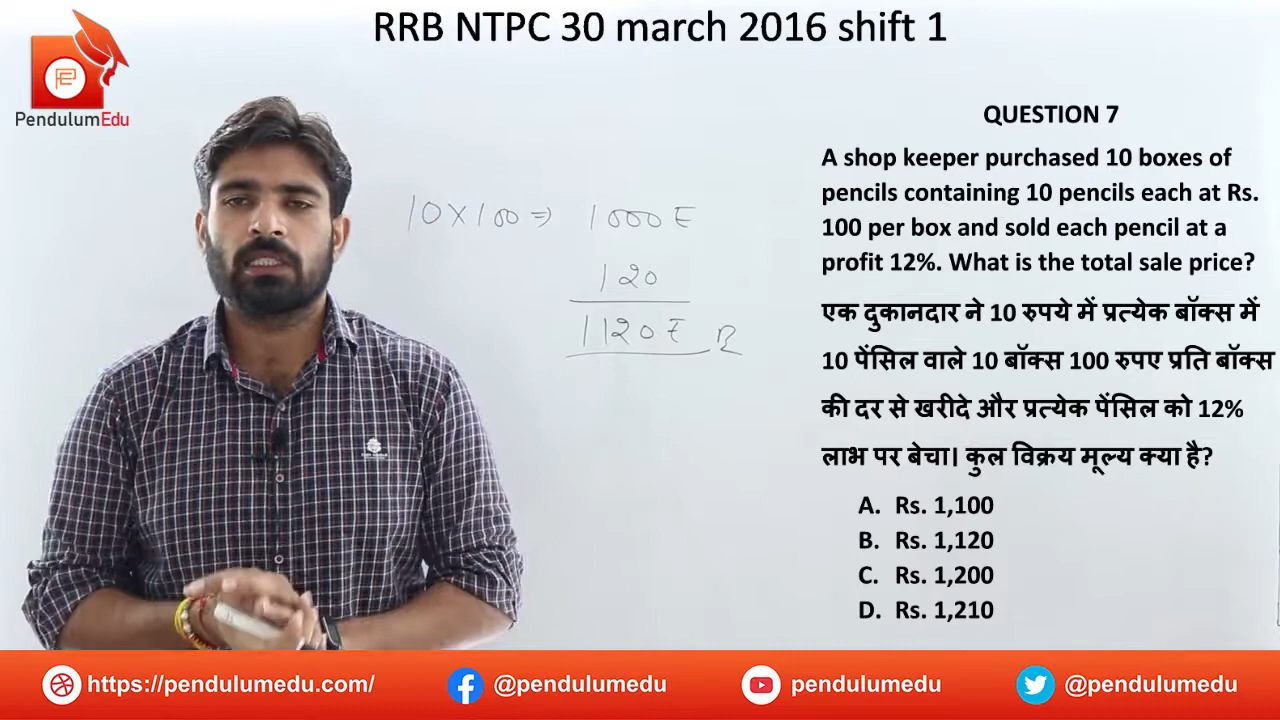 RRB NTPC 30 march 2016 shift 1
PendulumEdu
QUESTION 7
A shop keeper purchased 10 boxes of
pencils containing 10 pencils each at Rs.
100 per box and sold each pencil at a
profit 12%. What is the total sale price?
एक दुकानदार ने 10 रुपये में प्रत्येक बॉक्स में
10 पेंसिल वाले 10 बॉक्स 100 रुपए प्रति बॉक्स
की दर से खरीदे और प्रत्येक पेंसिल को 12%
लाभ पर बेचा। कुल विक्रय मूल्य क्या है?
A. Rs. 1,100
B. Rs. 1,120
C. Rs. 1,200
D. Rs. 1,210
10 X 100 ⇒ 1000 ₹
120
1120 ₹ B
https://pendulumedu.com/
@pendulumedu
pendulumedu
@pendulumedu